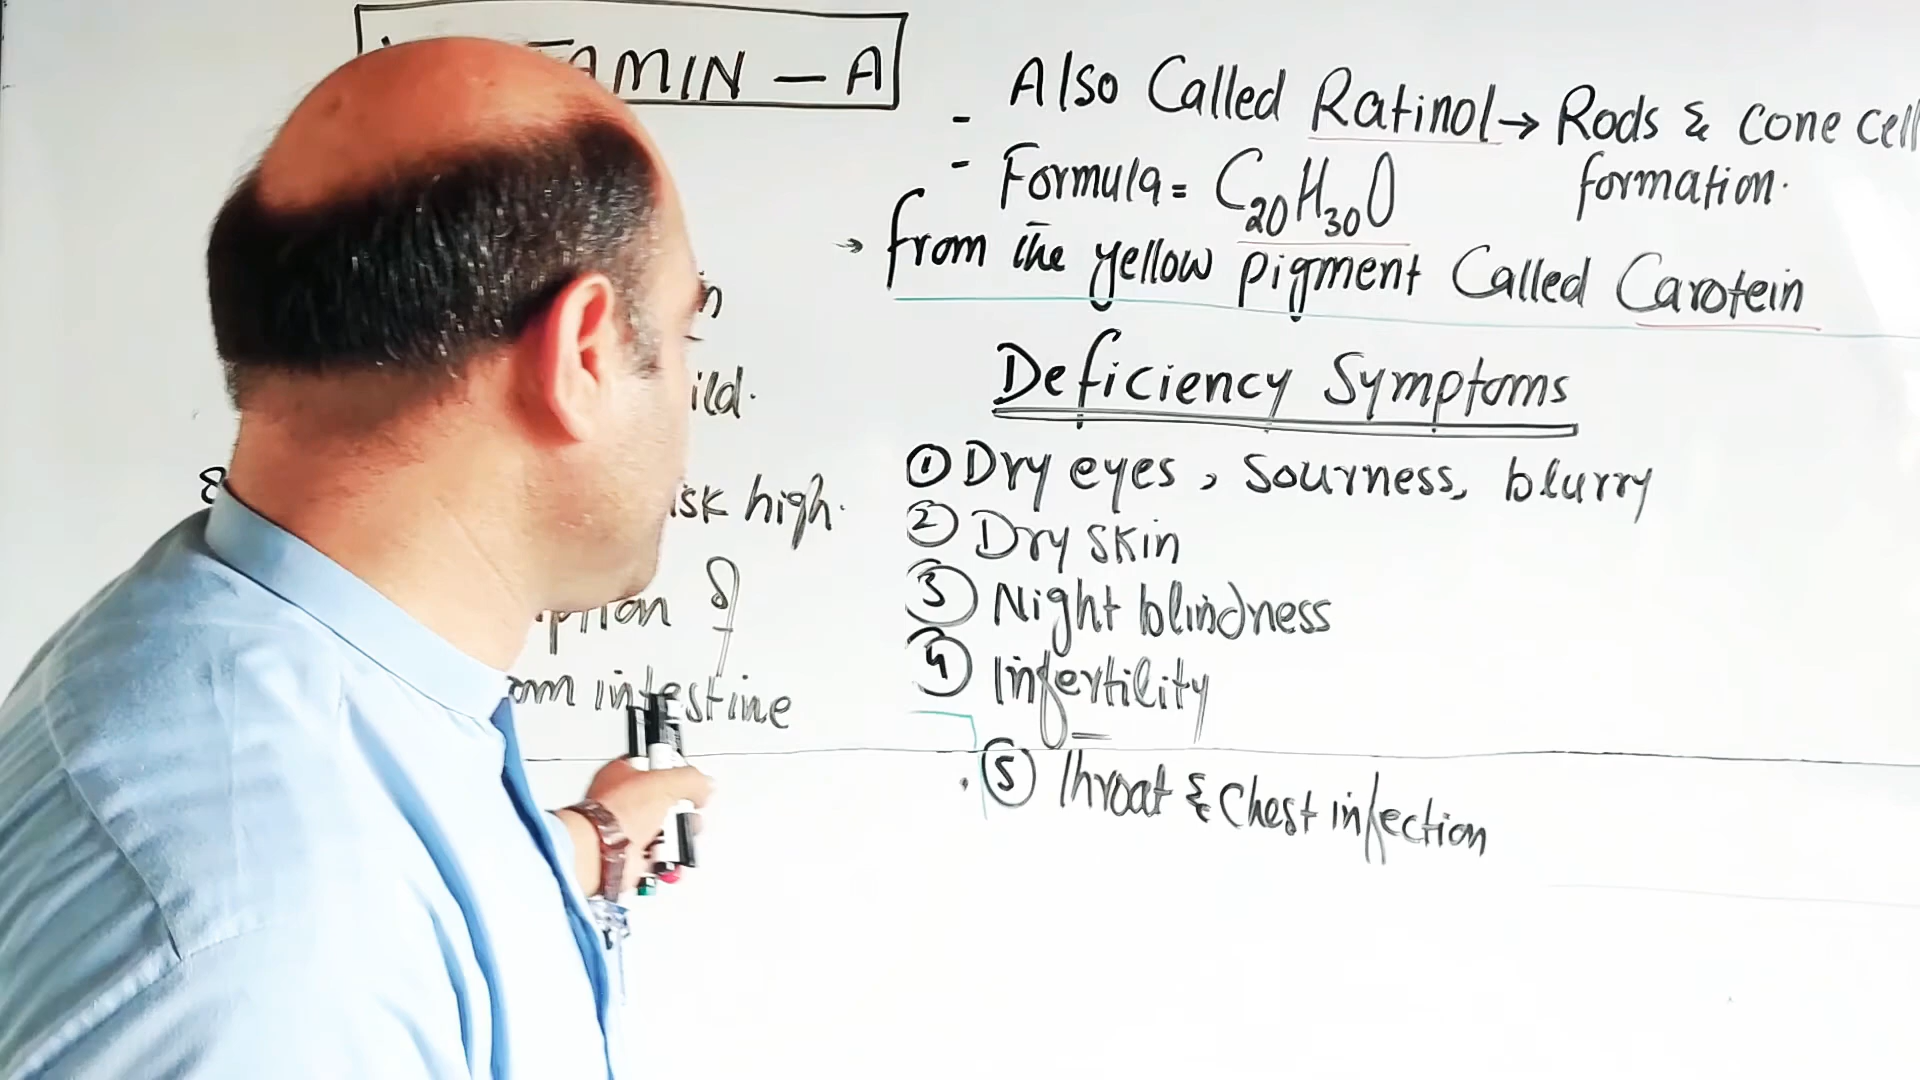 AMIN – A
- Also Called Ratinol → Rods & cone cell
formation.
- Formula = C20H30O
→ from the yellow pigment Called Carotein
Deficiency Symptoms
① Dry eyes, Sourness, blurry
② Dry skin
③ Night blindness
④ Infertility
⑤ Throat & Chest infection
ild.
isk high.
ption of
om intestine